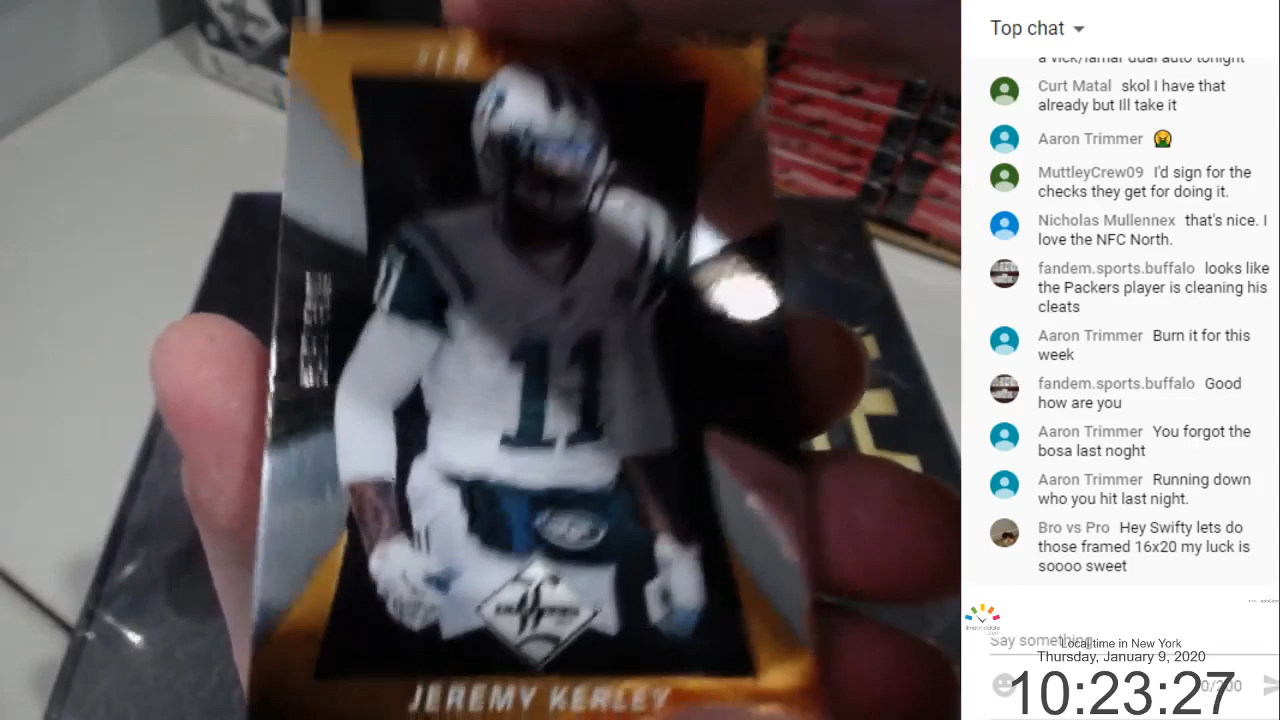 11
JEREMY KERLEY
Top chat
a vick/lamar dual auto tonight
Curt Matal skol I have that
already but Ill take it
Aaron Trimmer
MuttleyCrew09 I'd sign for the
checks they get for doing it.
Nicholas Mullennex that's nice. I
love the NFC North.
fandem.sports.buffalo looks like
the Packers player is cleaning his
cleats
Aaron Trimmer Burn it for this
week
fandem.sports.buffalo Good
how are you
Aaron Trimmer You forgot the
bosa last noght
Aaron Trimmer Running down
who you hit last night.
Bro vs Pro Hey Swifty lets do
those framed 16x20 my luck is
soooo sweet
Say something...
Local time in New York
Thursday, January 9, 2020
10:23:27